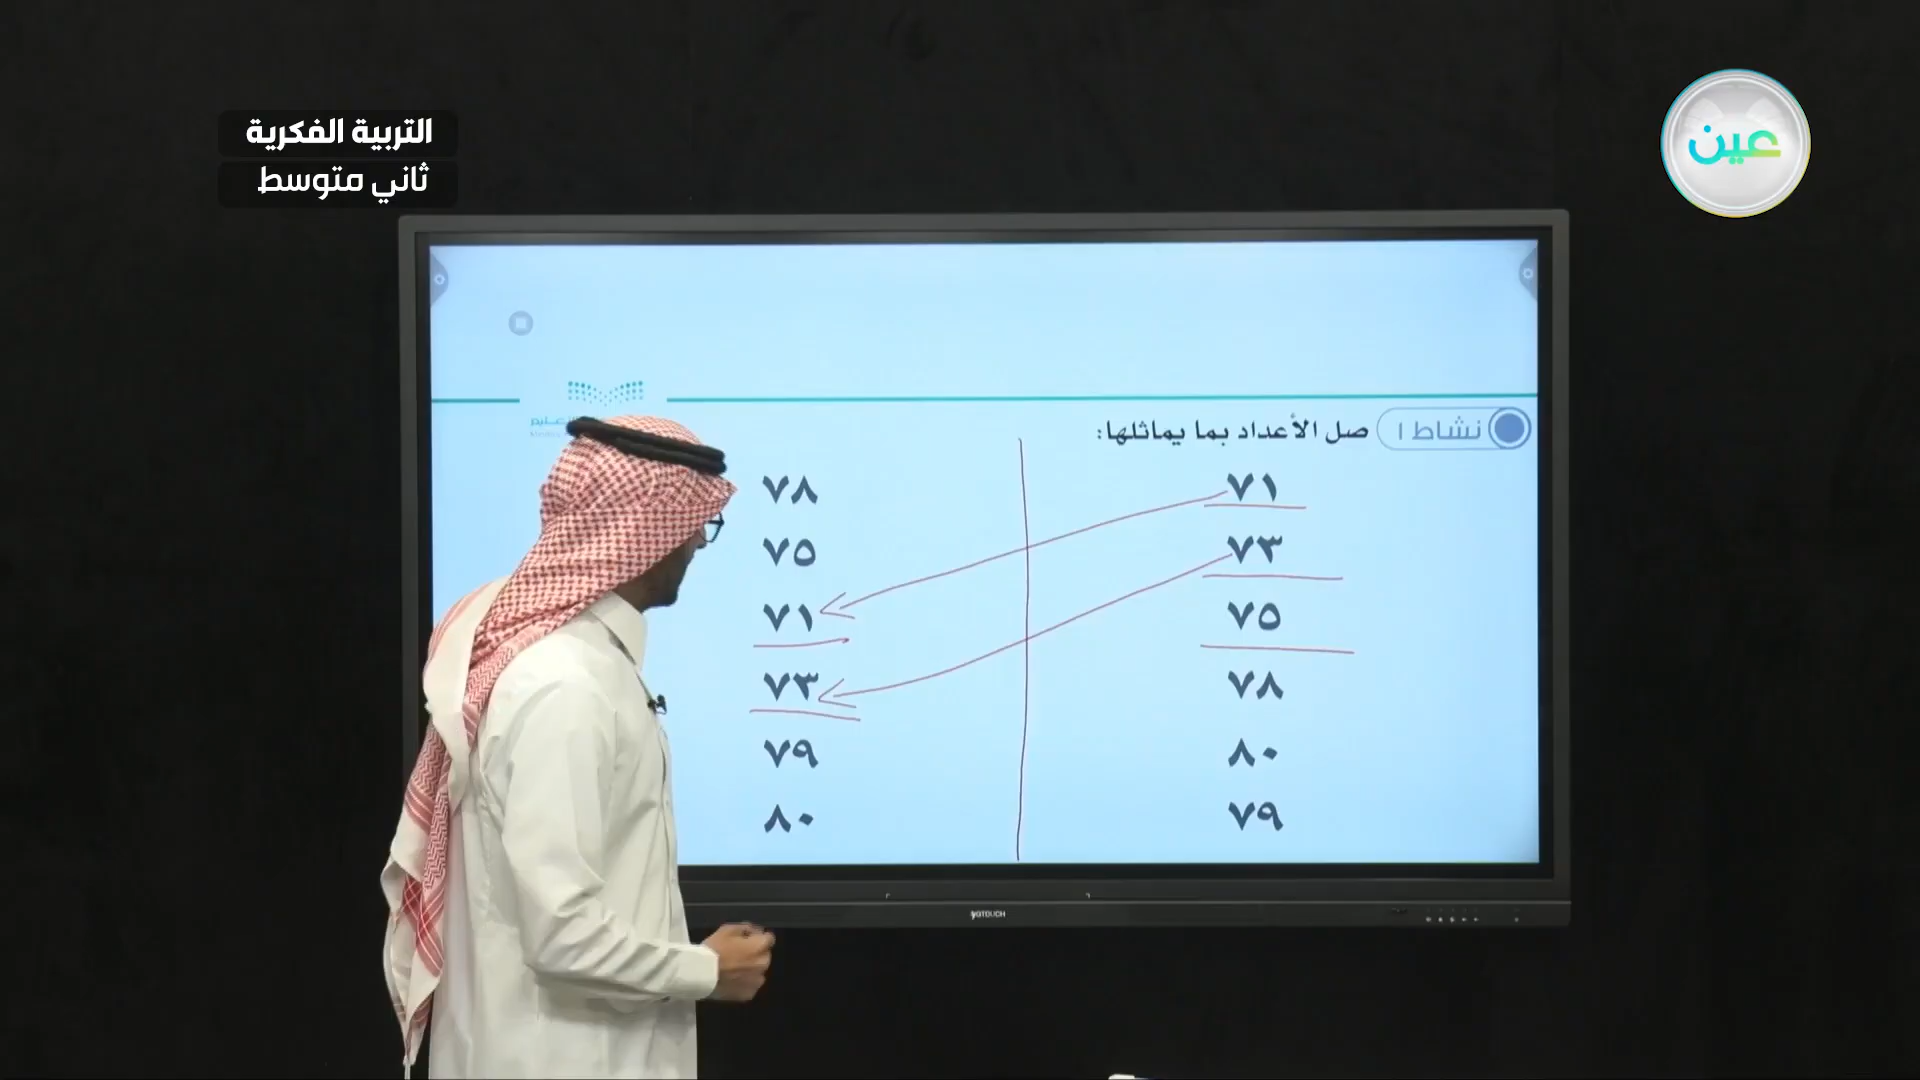 التربية الفكرية
ثاني متوسط
عين
نشاط ١ صل الأعداد بما يماثلها:
٧١ ٧٨
٧٣ ٧٥
٧٥ ٧١
٧٨ ٧٣
٨٠ ٧٩
٧٩ ٨٠